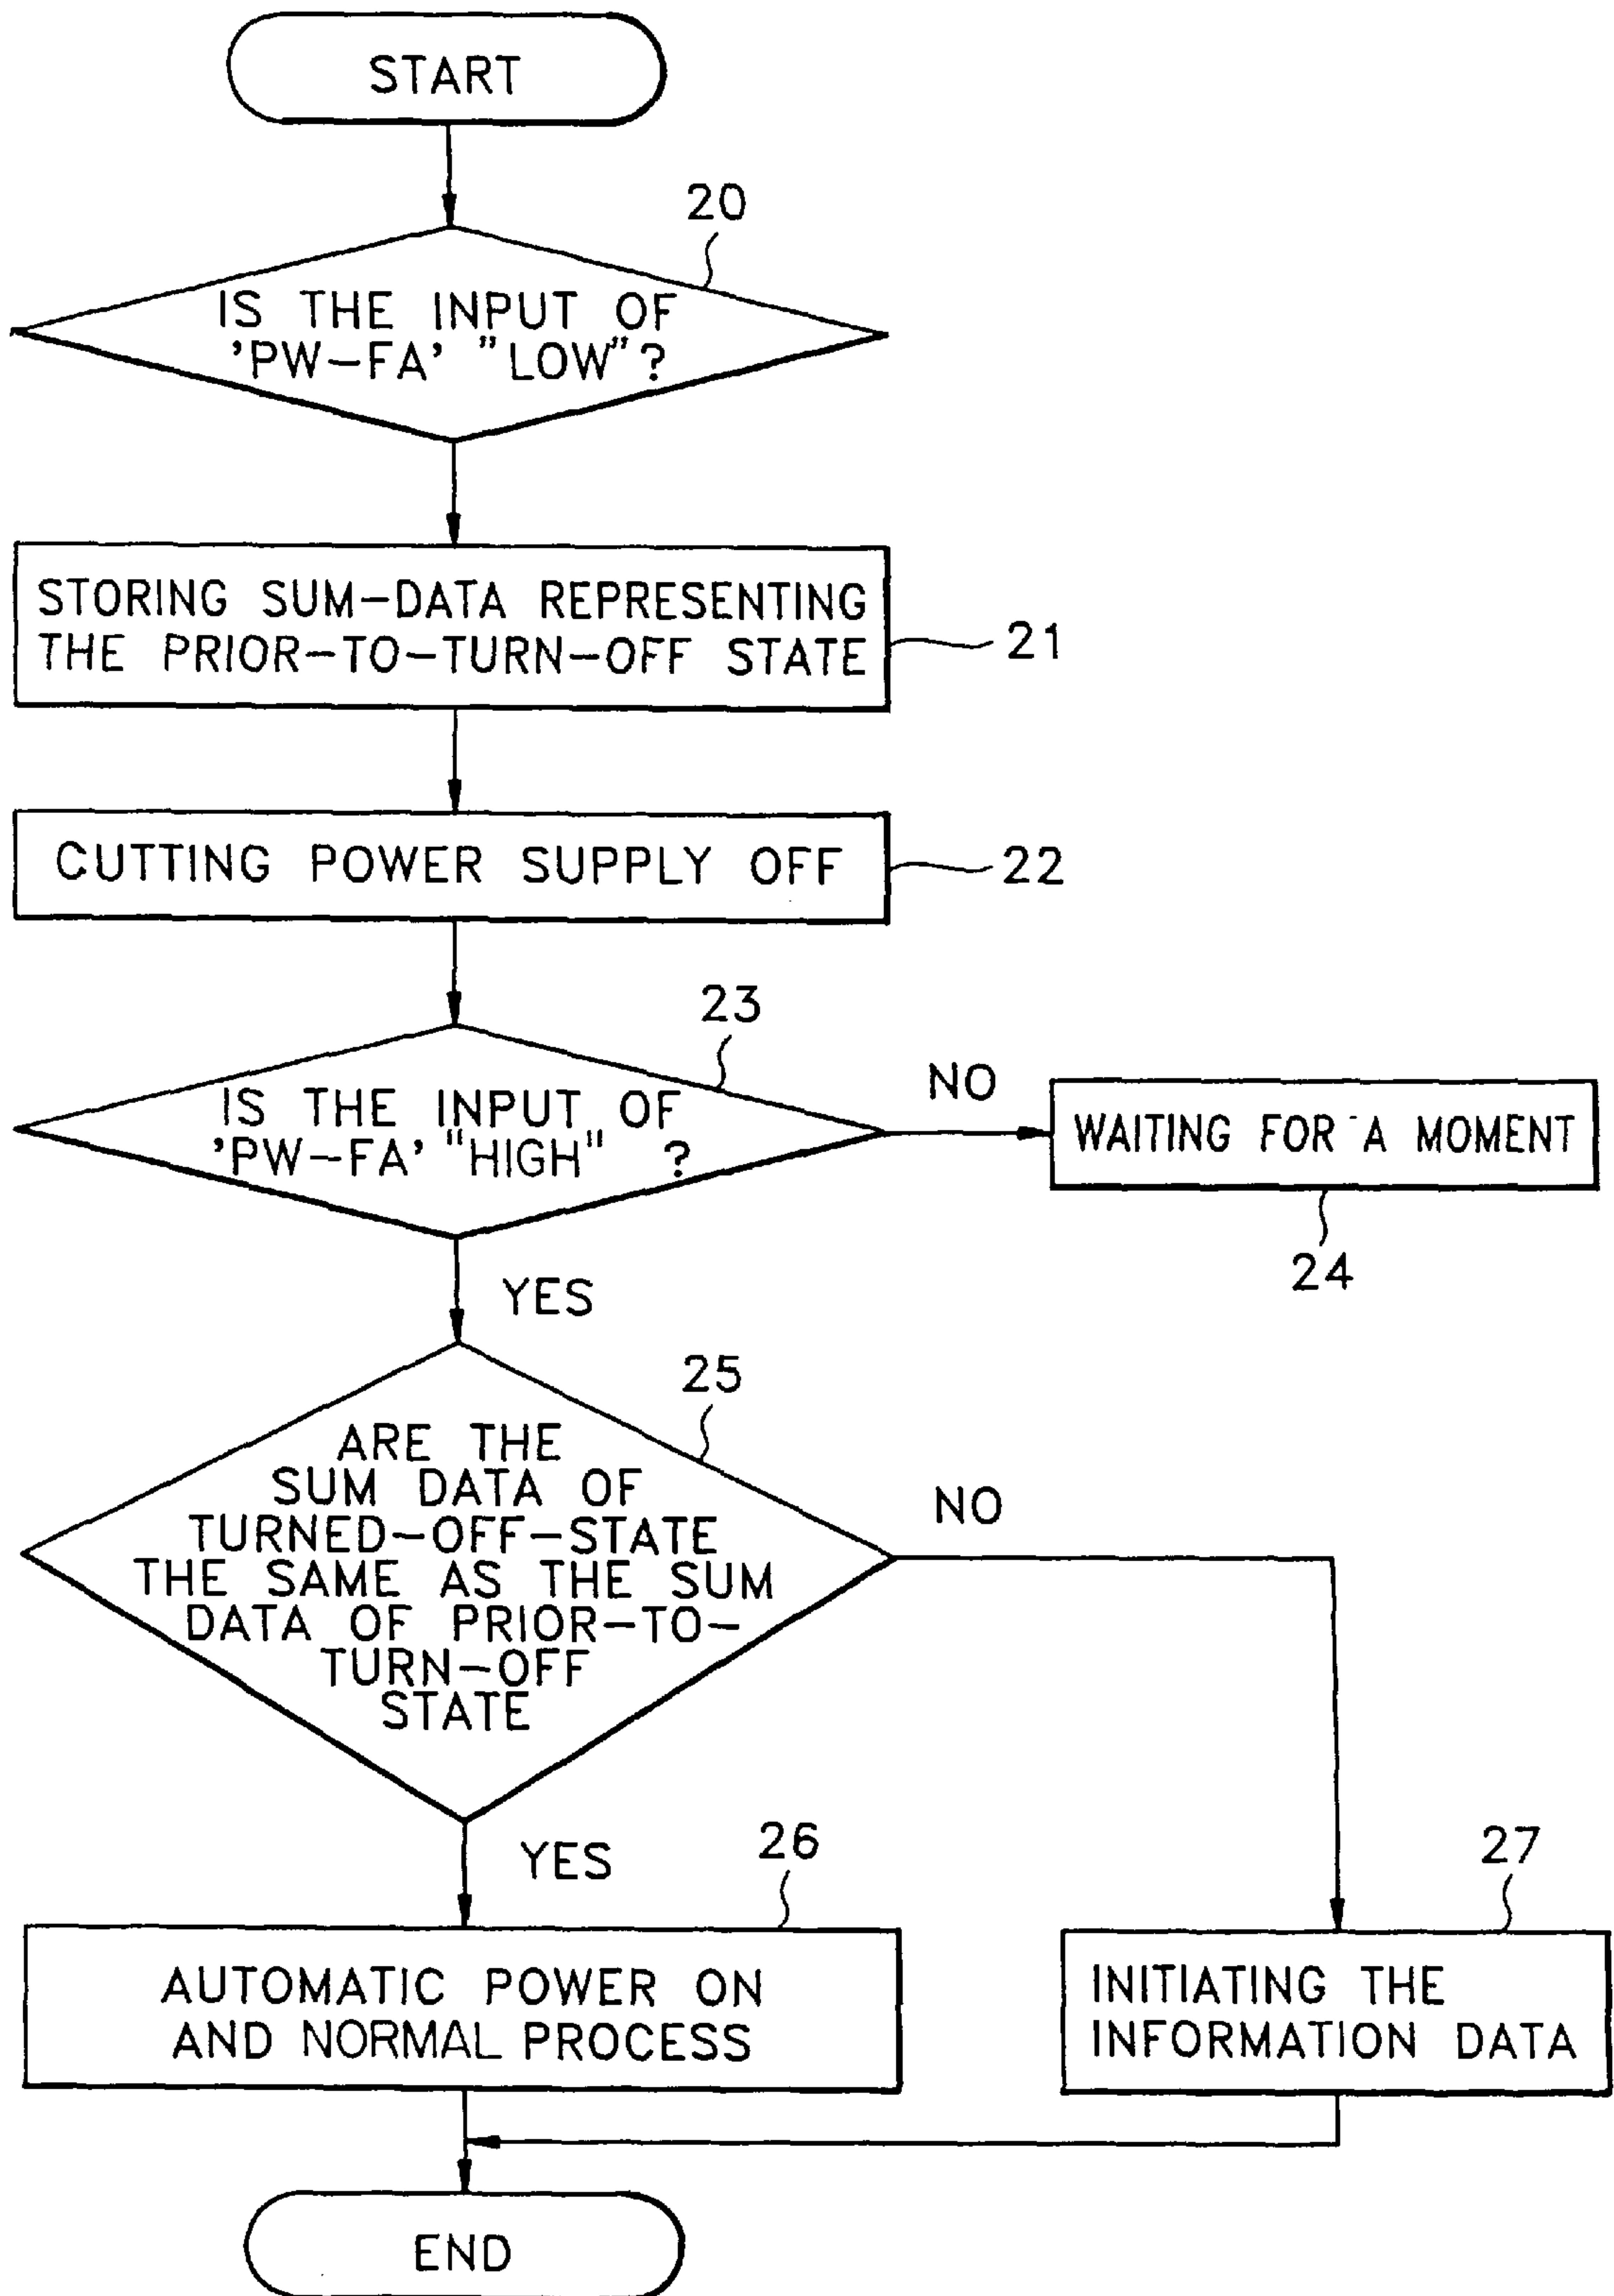 START
20
IS THE INPUT OF
'PW-FA' "LOW"?
STORING SUM-DATA REPRESENTING
THE PRIOR-TO-TURN-OFF STATE
21
CUTTING POWER SUPPLY OFF
22
23
IS THE INPUT OF
'PW-FA' "HIGH" ?
NO
WAITING FOR A MOMENT
24
YES
25
ARE THE
SUM DATA OF
TURNED-OFF-STATE
THE SAME AS THE SUM
DATA OF PRIOR-TO-
TURN-OFF
STATE
NO
YES
26
AUTOMATIC POWER ON
AND NORMAL PROCESS
27
INITIATING THE
INFORMATION DATA
END